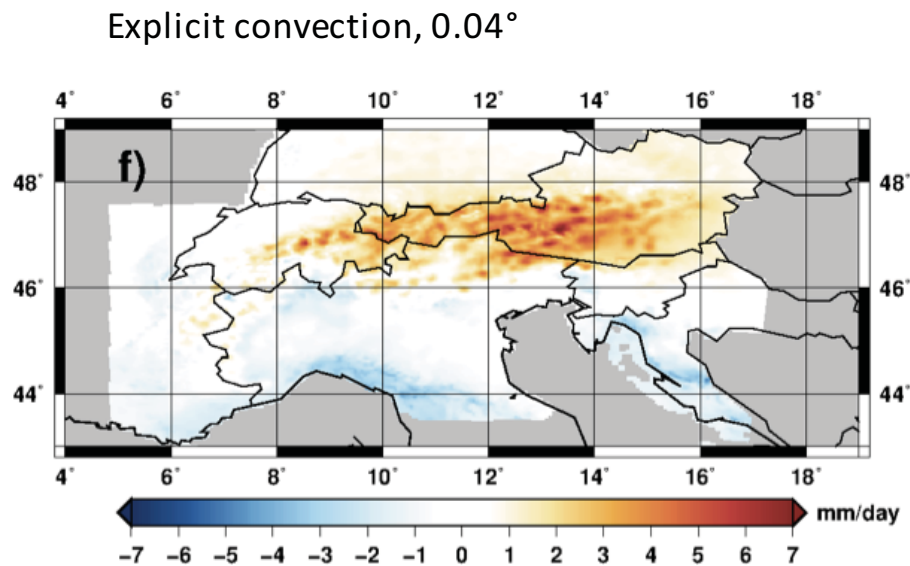 Explicit convection, 0.04°
4° 6° 8° 10° 12° 14° 16° 18°
f)
48° 48°
46° 46°
44° 44°
4° 6° 8° 10° 12° 14° 16° 18°
mm/day
−7 −6 −5 −4 −3 −2 −1 0 1 2 3 4 5 6 7